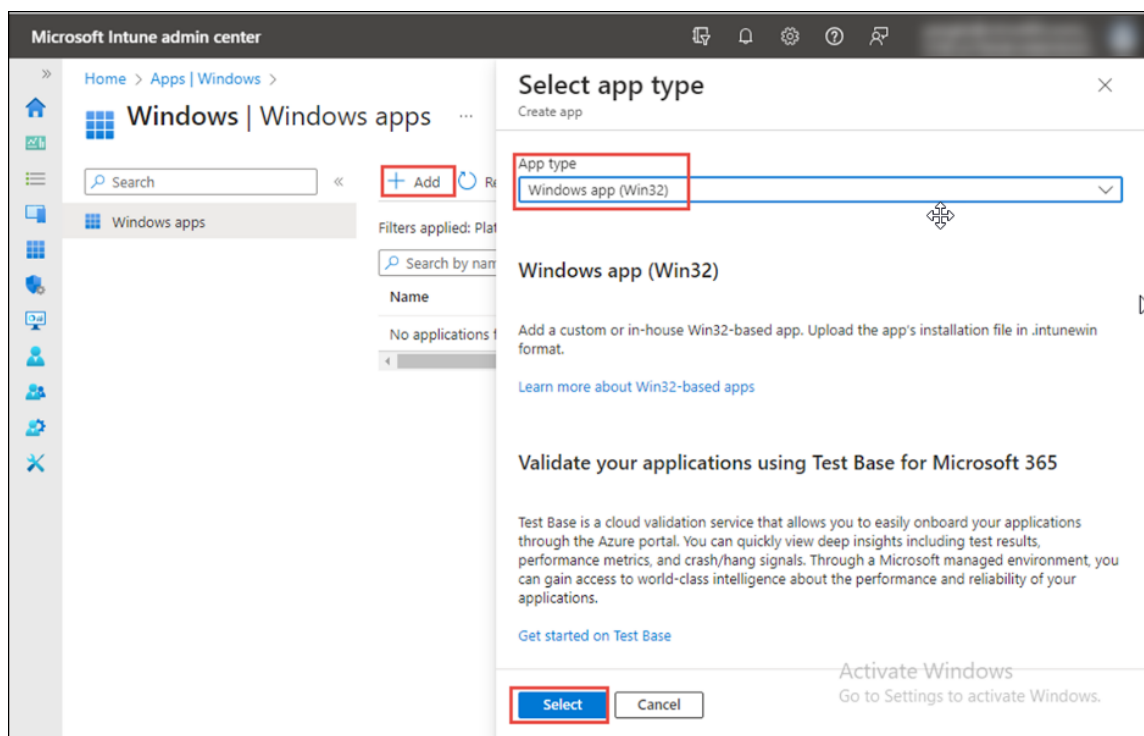 Microsoft Intune admin center
Home > Apps | Windows >
Windows | Windows apps ...
Search
Windows apps
Add
Re
Filters applied: Plat
Search by nam
Name
No applications f
Select app type
Create app
App type
Windows app (Win32)
Windows app (Win32)
Add a custom or in-house Win32-based app. Upload the app's installation file in .intunewin
format.
Learn more about Win32-based apps
Validate your applications using Test Base for Microsoft 365
Test Base is a cloud validation service that allows you to easily onboard your applications
through the Azure portal. You can quickly view deep insights including test results,
performance metrics, and crash/hang signals. Through a Microsoft managed environment, you
can gain access to world-class intelligence about the performance and reliability of your
applications.
Get started on Test Base
Activate Windows
Go to Settings to activate Windows.
Select
Cancel